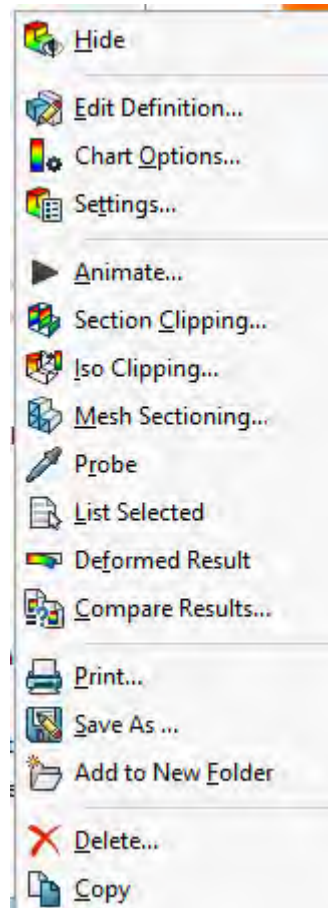 Hide
Edit Definition...
Chart Options...
Settings...
Animate...
Section Clipping...
Iso Clipping...
Mesh Sectioning...
Probe
List Selected
Deformed Result
Compare Results...
Print...
Save As ...
Add to New Folder
Delete...
Copy